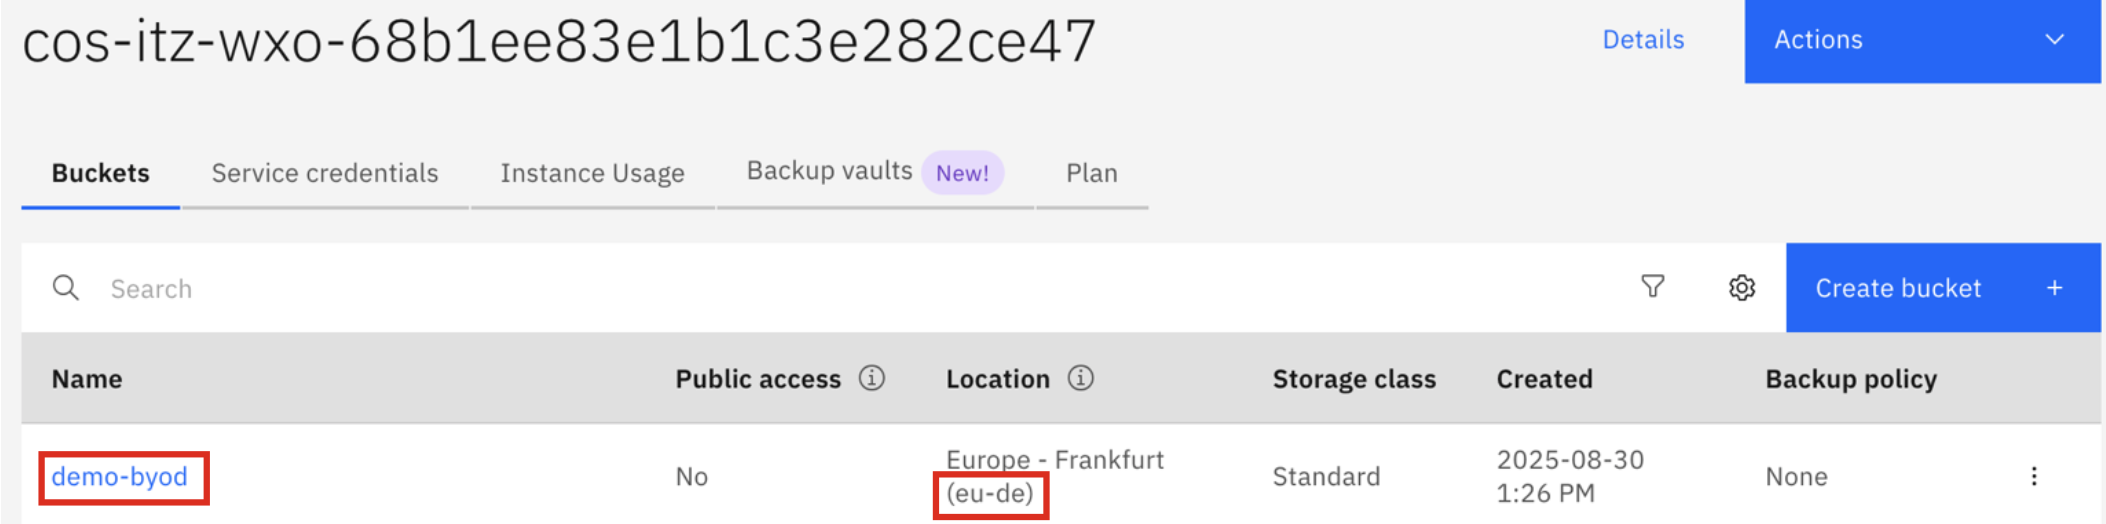 cos-itz-wxo-68b1ee83e1b1c3e282ce47
Details
Actions
Buckets
Service credentials
Instance Usage
Backup vaults
New!
Plan
Search
Create bucket +
Name
Public access
Location
Storage class
Created
Backup policy
demo-byod
No
Europe - Frankfurt
(eu-de)
Standard
2025-08-30
1:26 PM
None